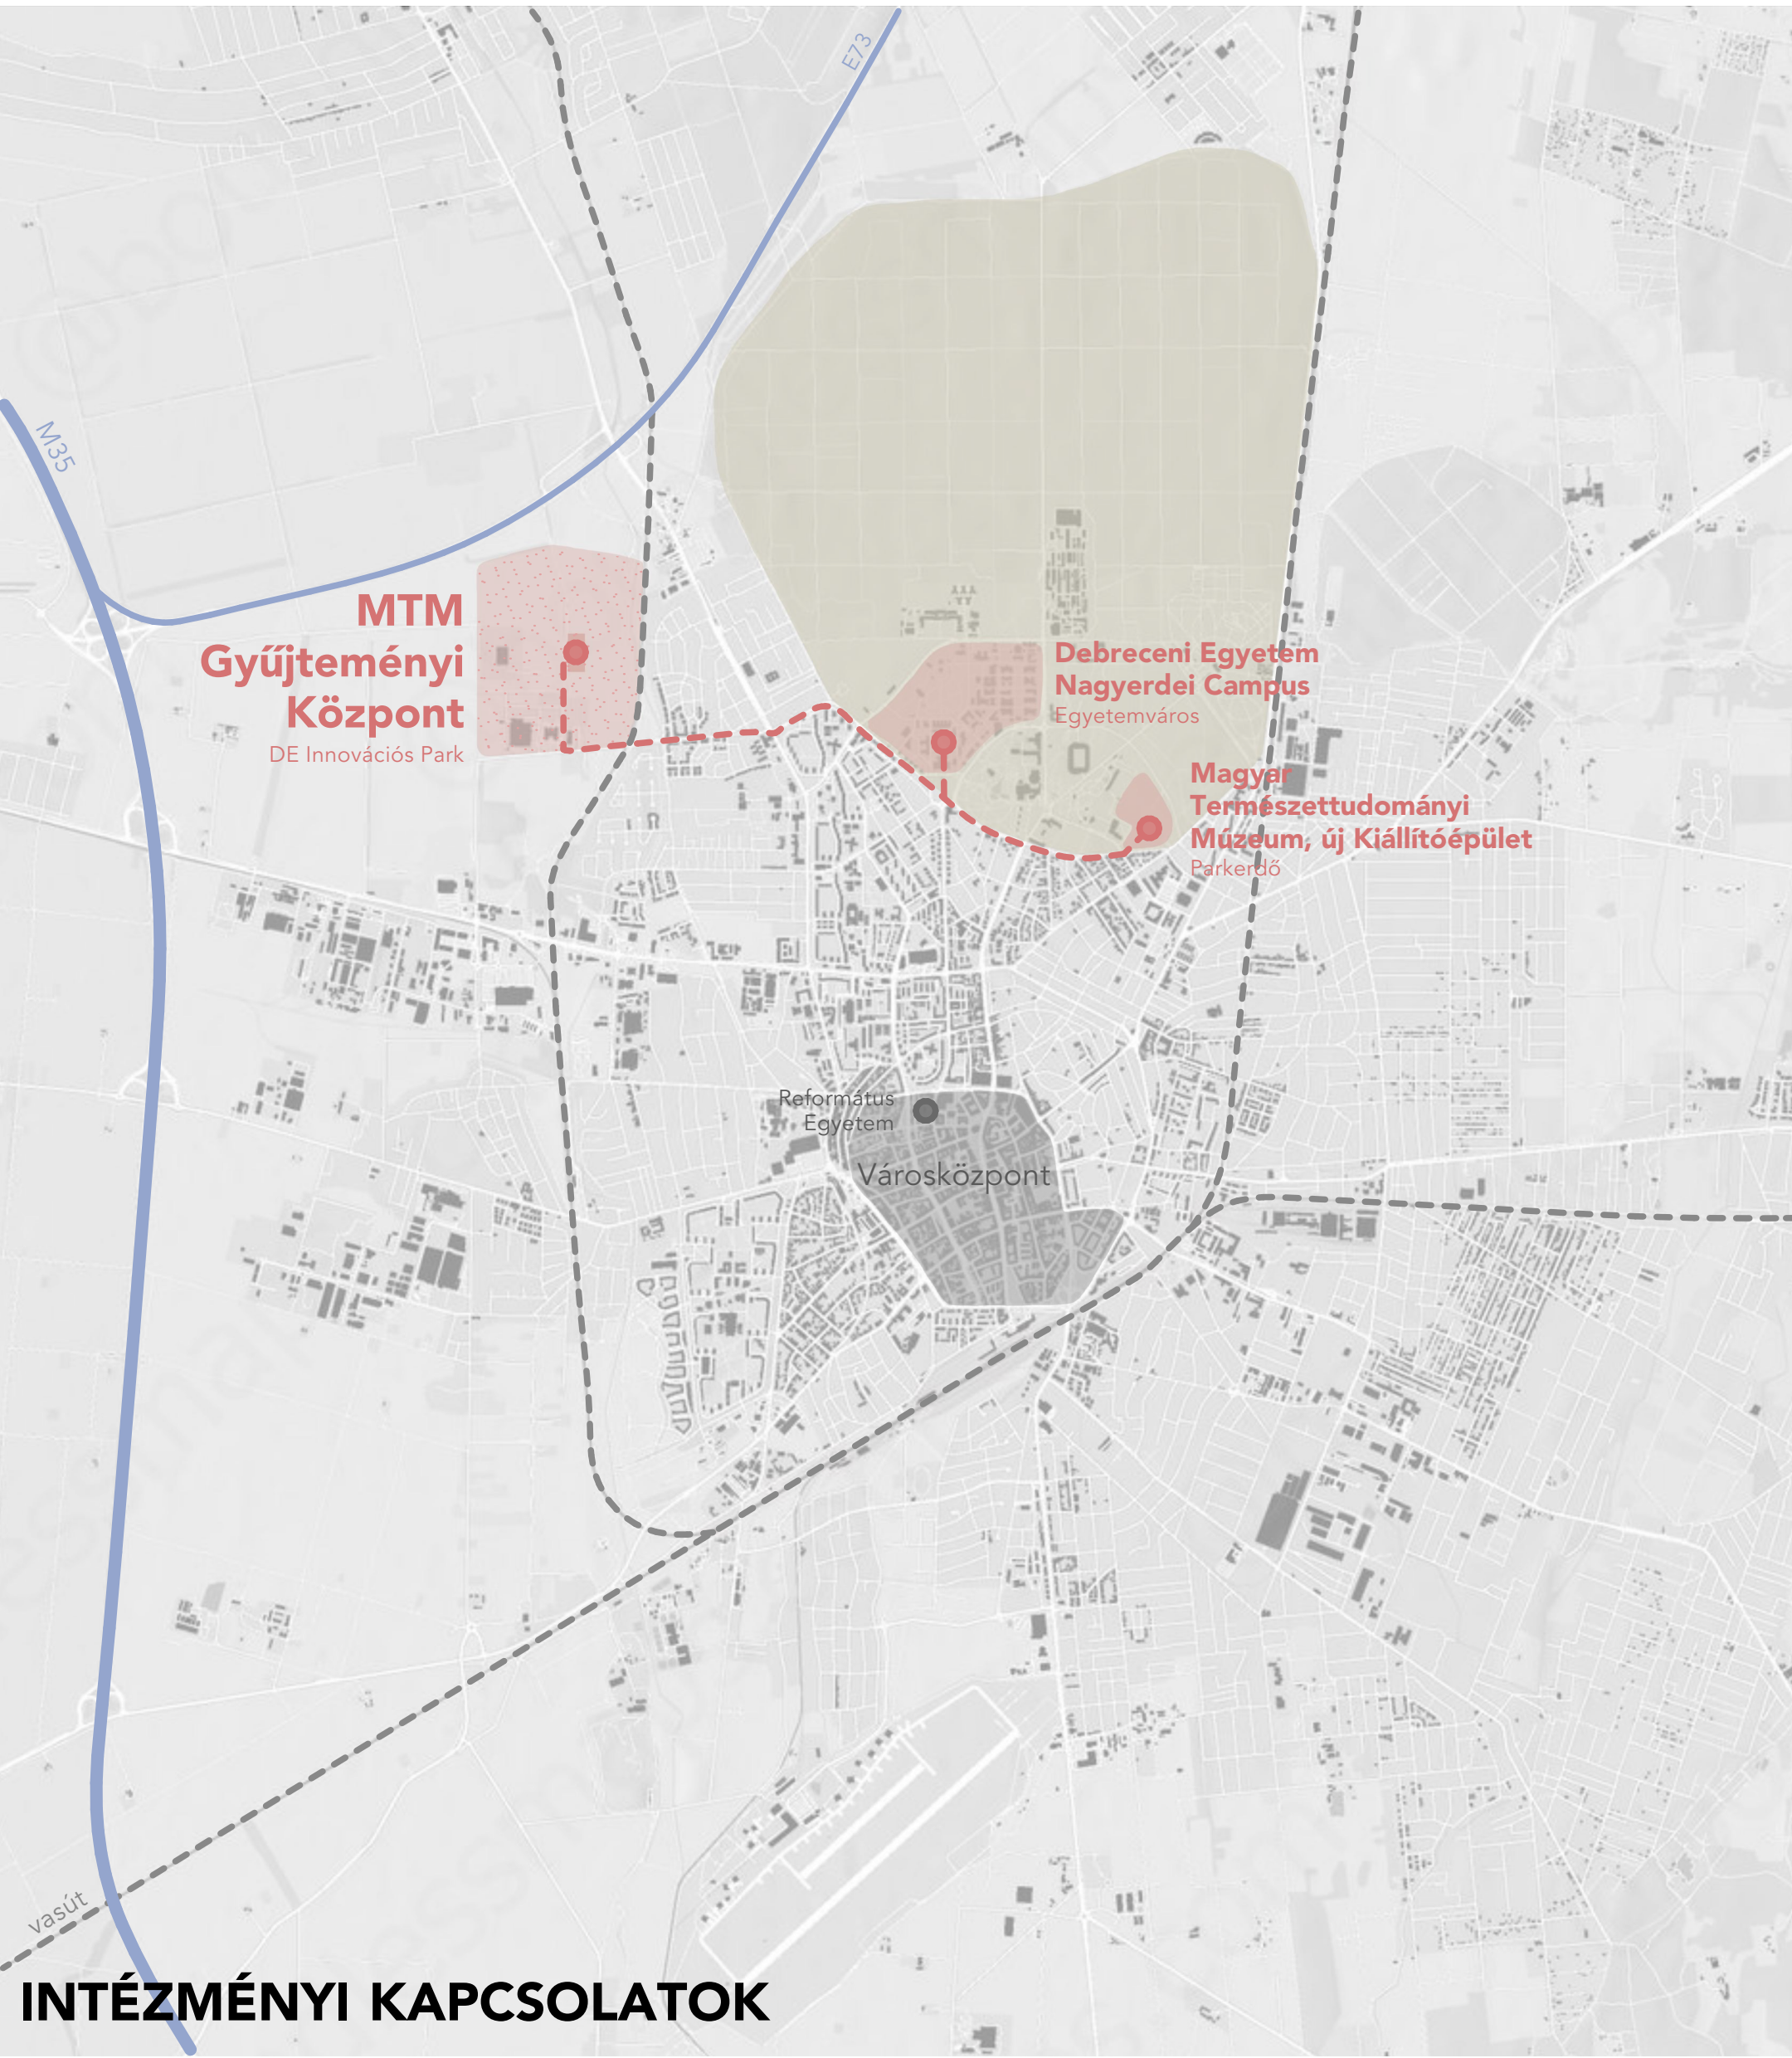 E73
M35
MTM
Gyűjteményi
Központ
DE Innovációs Park
Debreceni Egyetem
Nagyerdei Campus
Egyetemváros
Magyar
Természettudományi
Múzeum, új Kiállítóépület
Parkerdő
Református
Egyetem
Városközpont
vasút
INTÉZMÉNYI KAPCSOLATOK